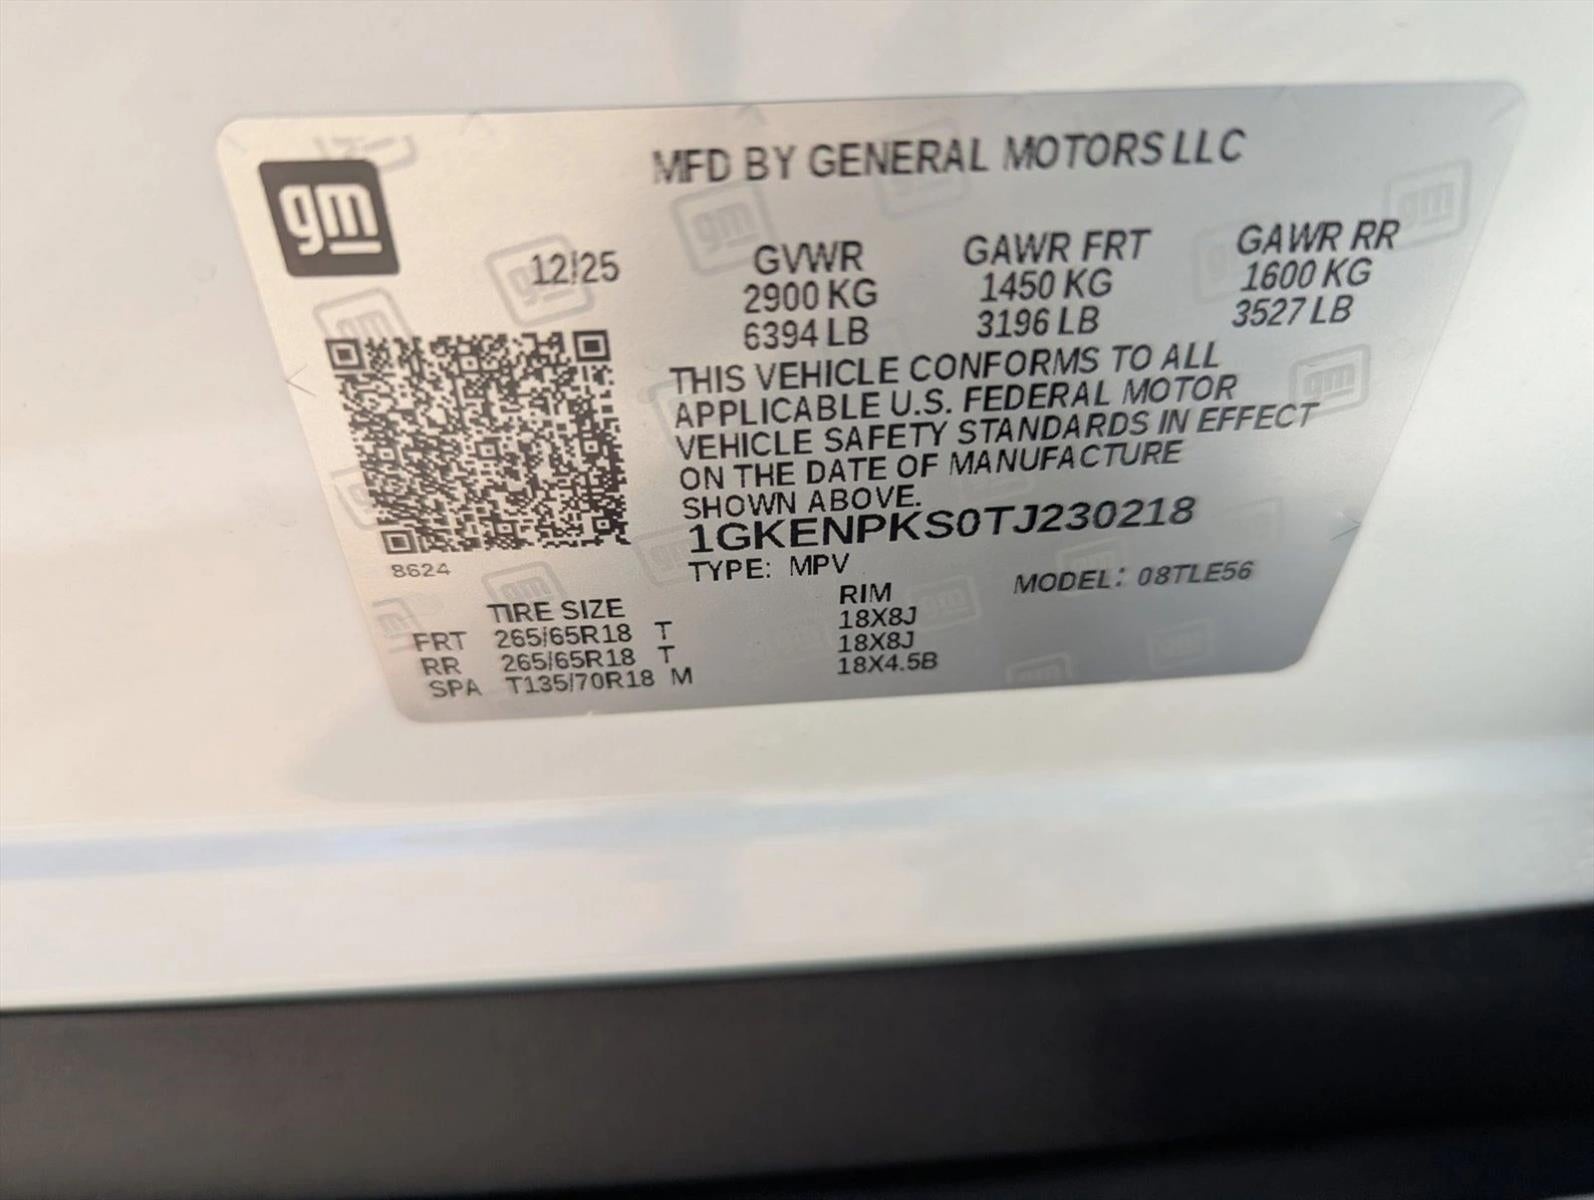 gm
MFD BY GENERAL MOTORS LLC
12/25
GVWR GAWR FRT GAWR RR
2900 KG 1450 KG 1600 KG
6394 LB 3196 LB 3527 LB
THIS VEHICLE CONFORMS TO ALL
APPLICABLE U.S. FEDERAL MOTOR
VEHICLE SAFETY STANDARDS IN EFFECT
ON THE DATE OF MANUFACTURE
SHOWN ABOVE.
1GKENPKS0TJ230218
8624
TYPE: MPV MODEL: 08TLE56
TIRE SIZE RIM
FRT 265/65R18 T 18X8J
RR 265/65R18 T 18X8J
SPA T135/70R18 M 18X4.5B